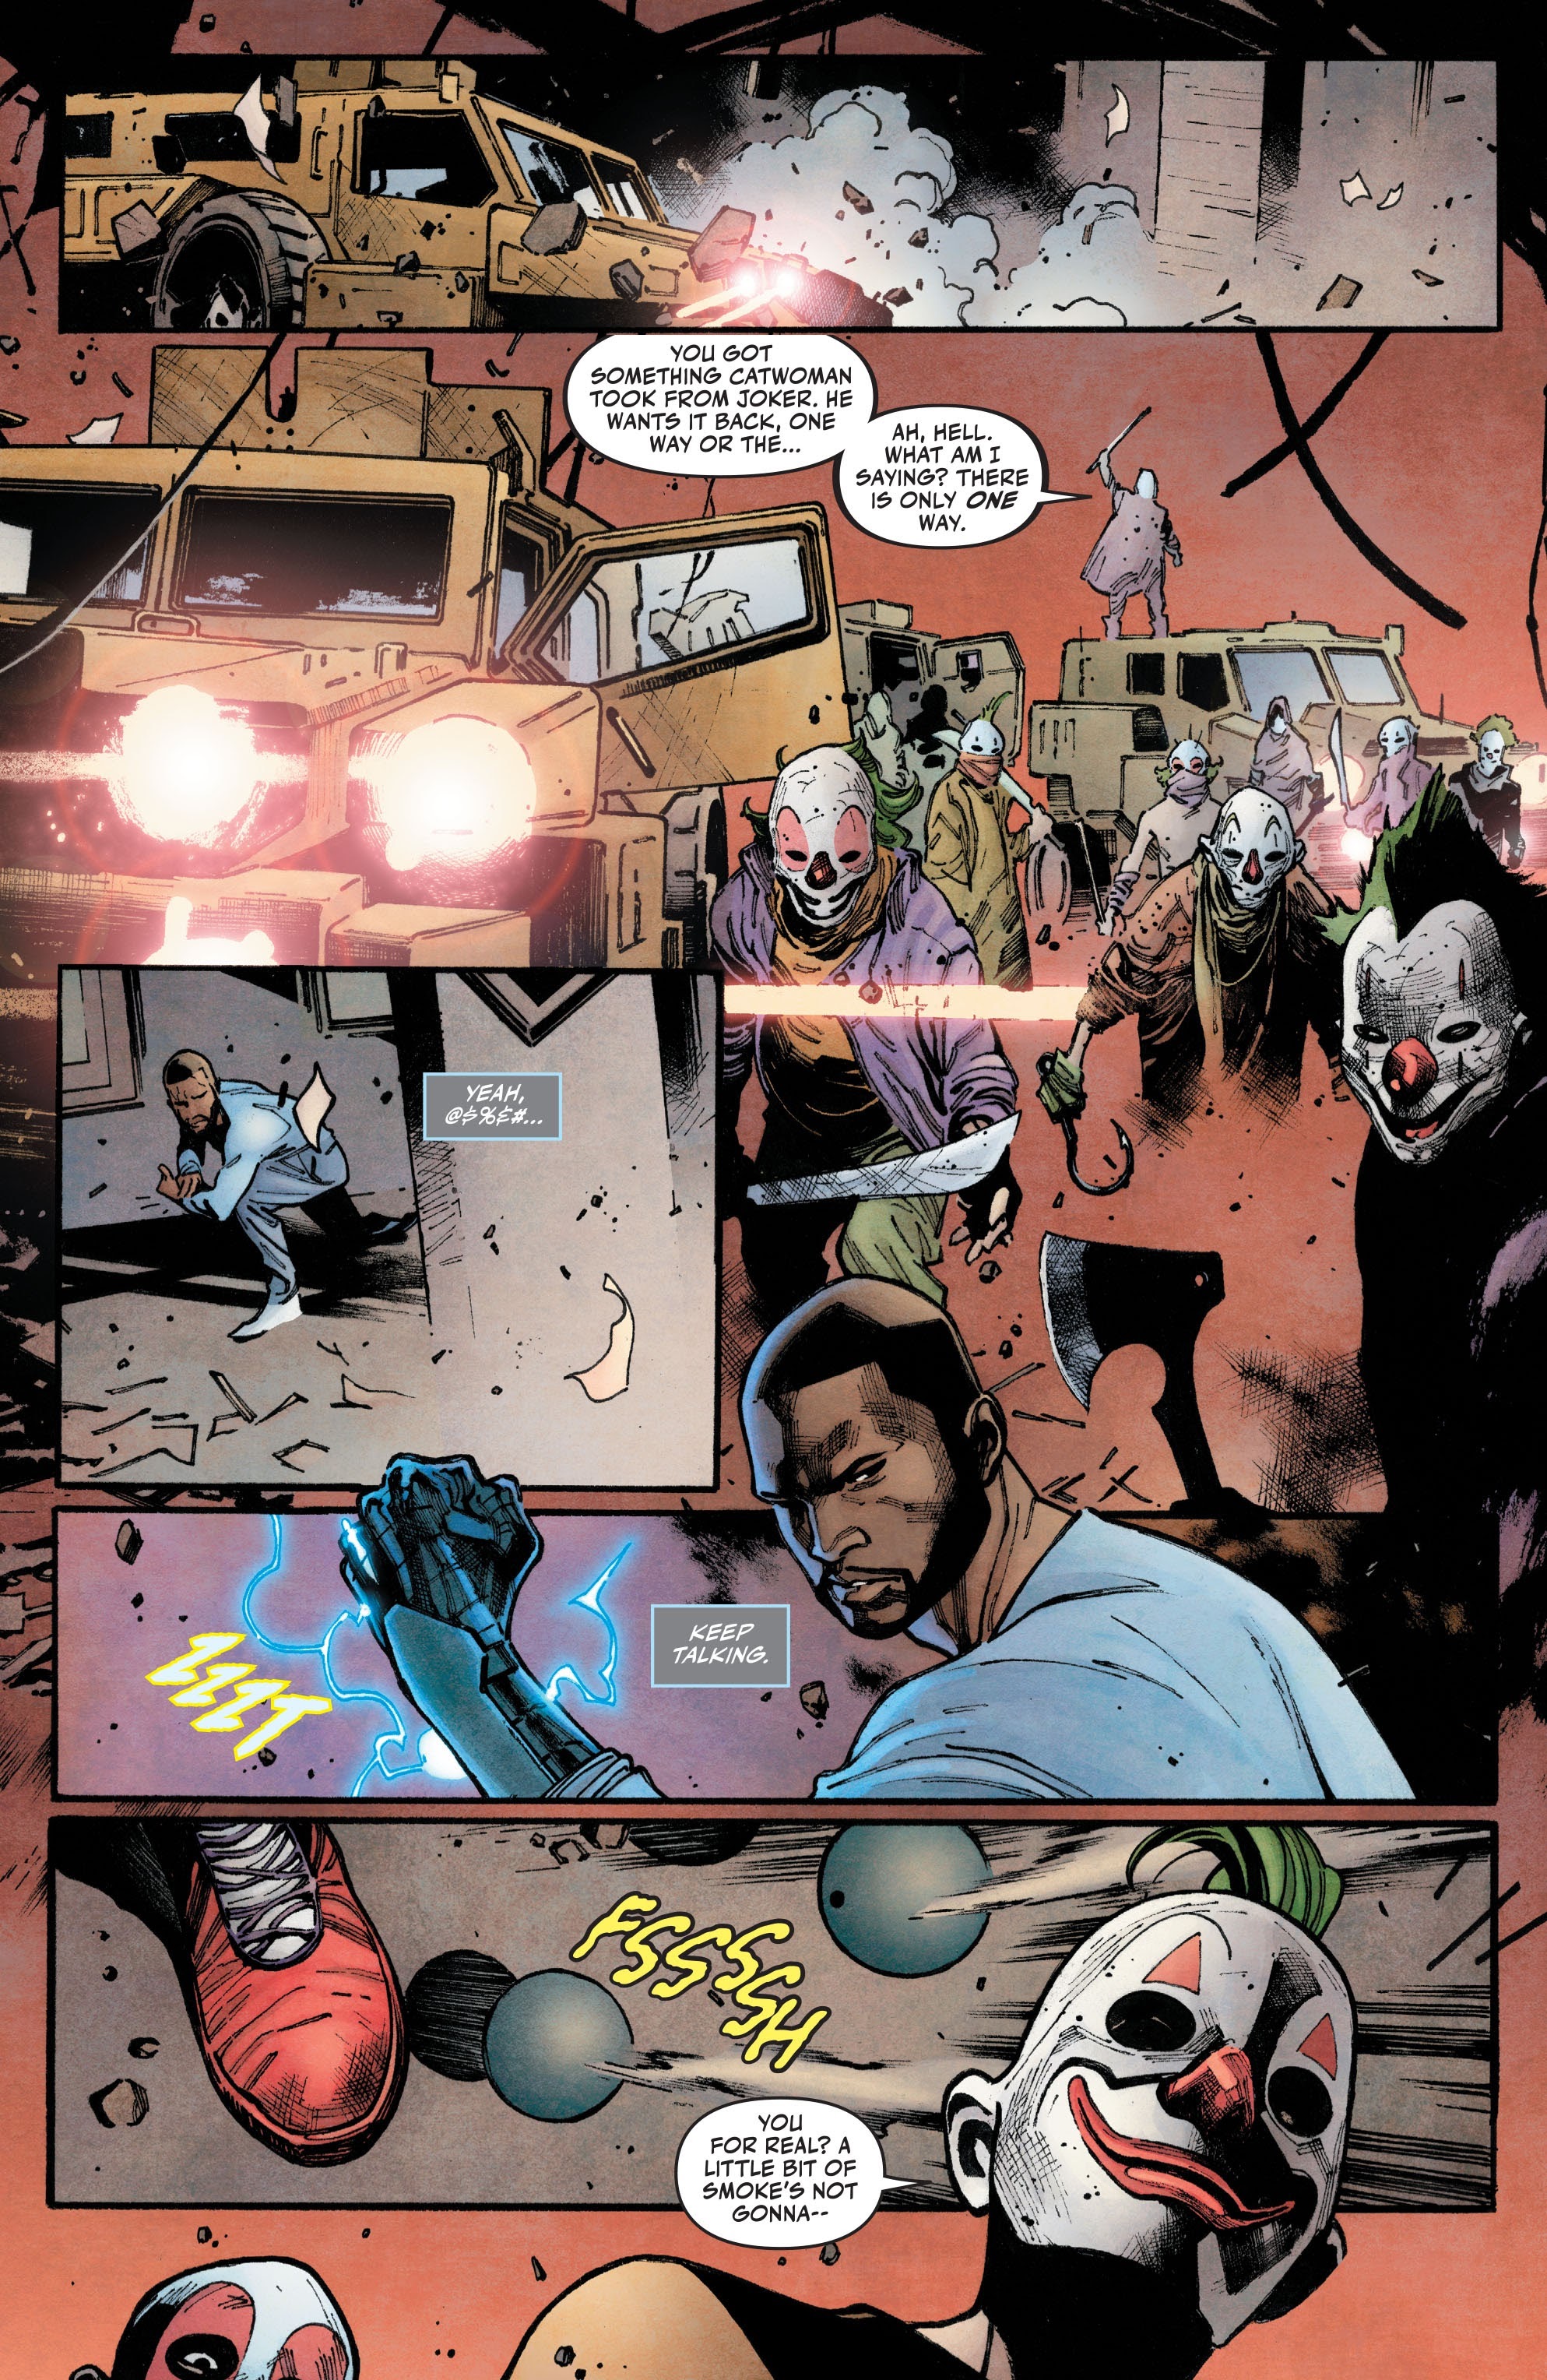 YOU GOT
SOMETHING CATWOMAN
TOOK FROM JOKER. HE
WANTS IT BACK, ONE
WAY OR THE...
AH, HELL.
WHAT AM I
SAYING? THERE
IS ONLY ONE
WAY.
YEAH,
@$%&#...
KEEP
TALKING.
ZZZT
FSSSSH
YOU
FOR REAL? A
LITTLE BIT OF
SMOKE'S NOT
GONNA--